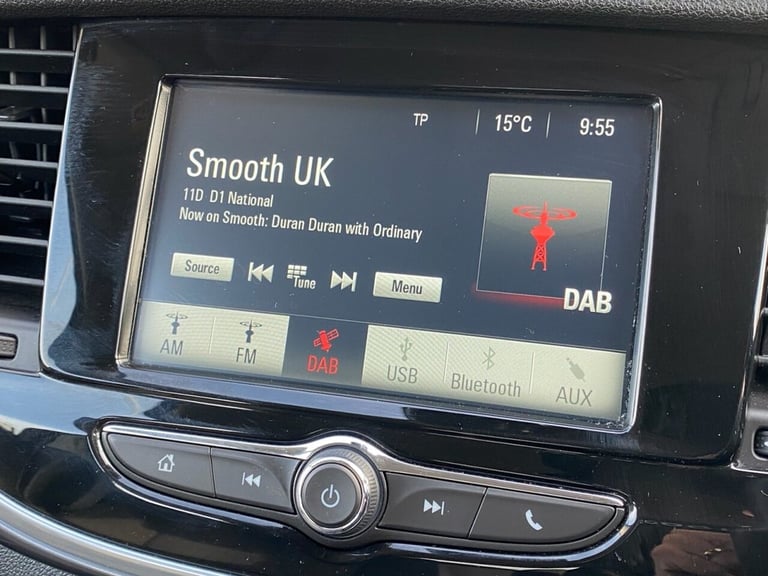 TP 15°C 9:55
Smooth UK
11D D1 National
Now on Smooth: Duran Duran with Ordinary
Source Tune Menu
DAB
AM FM DAB USB Bluetooth AUX